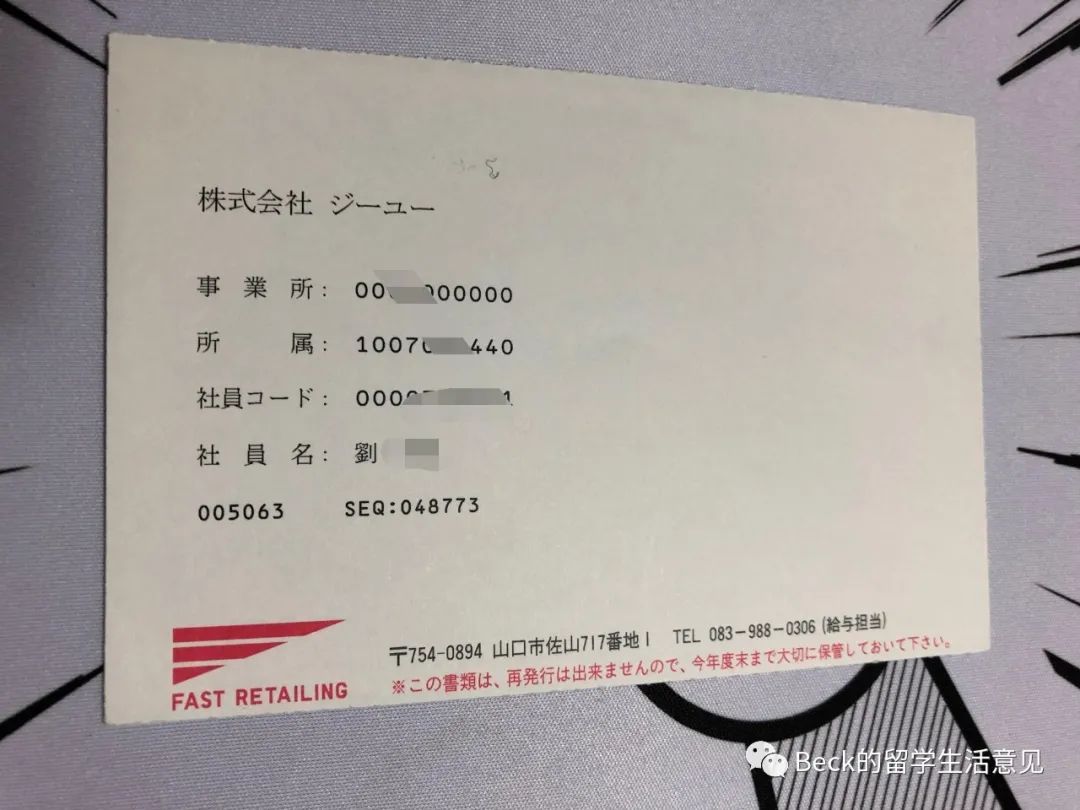 株式会社 ジーユー
事業所: 00 000000
所属: 1007 440
社員コード: 000 1
社員名: 劉
005063 SEQ:048773
FAST RETAILING
〒754-0894 山口市佐山717番地1 TEL 083-988-0306 (給与担当)
※この書類は、再発行は出来ませんので、今年度末まで大切に保管しておいて下さい。
Beck的留学生活意见